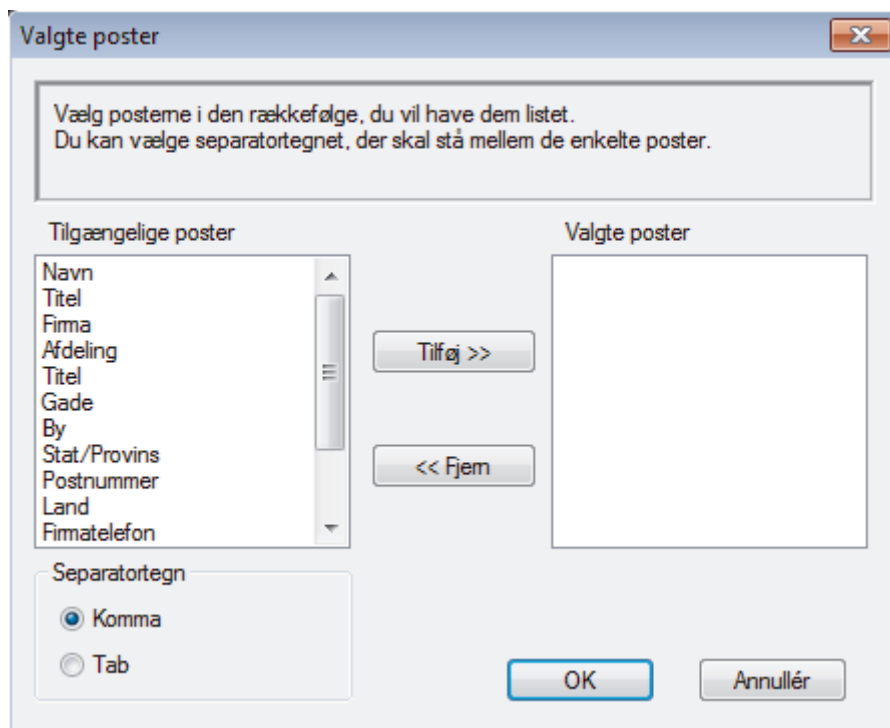 Valgte poster
Vælg posterne i den rækkefølge, du vil have dem listet.
Du kan vælge separatortegnet, der skal stå mellem de enkelte poster.
Tilgængelige poster
Navn
Titel
Firma
Afdeling
Titel
Gade
By
Stat/Provins
Postnummer
Land
Firmatelefon
Tilføj >>
<< Fjern
Valgte poster
Separatortegn
Komma
Tab
OK
Annullér